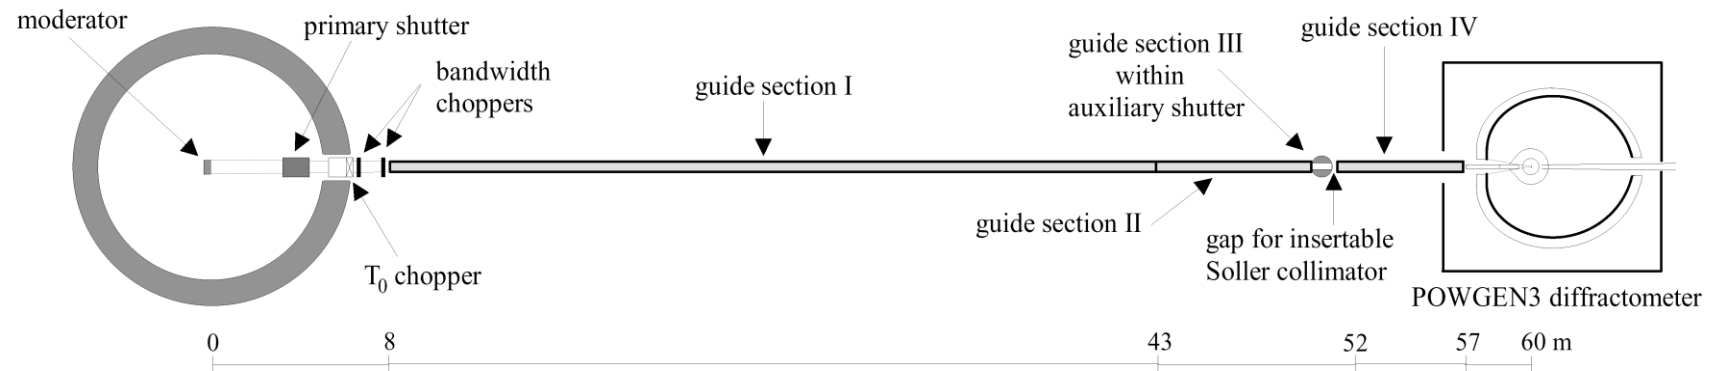 moderator
primary shutter
bandwidth
choppers
guide section I
guide section III
within
auxiliary shutter
guide section IV
T₀ chopper
guide section II
gap for insertable
Soller collimator
POWGEN3 diffractometer
0 8 43 52 57 60 m